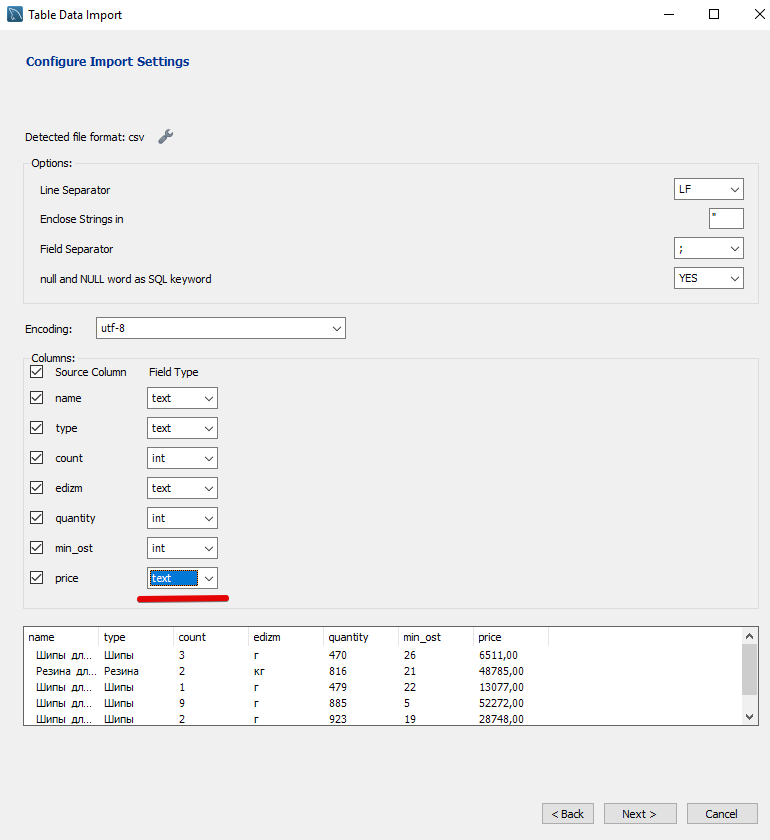 Table Data Import
Configure Import Settings
Detected file format: csv
Options:
Line Separator LF
Enclose Strings in "
Field Separator ;
null and NULL word as SQL keyword YES
Encoding: utf-8
Columns:
Source Column Field Type
name text
type text
count int
edizm text
quantity int
min_ost int
price text
name type count edizm quantity min_ost price
Шипы дл... Шипы 3 г 470 26 6511,00
Резина дл... Резина 2 кг 816 21 48785,00
Шипы дл... Шипы 1 г 479 22 13077,00
Шипы дл... Шипы 9 г 885 5 52272,00
Шипы дл... Шипы 2 г 923 19 28748,00
< Back Next > Cancel